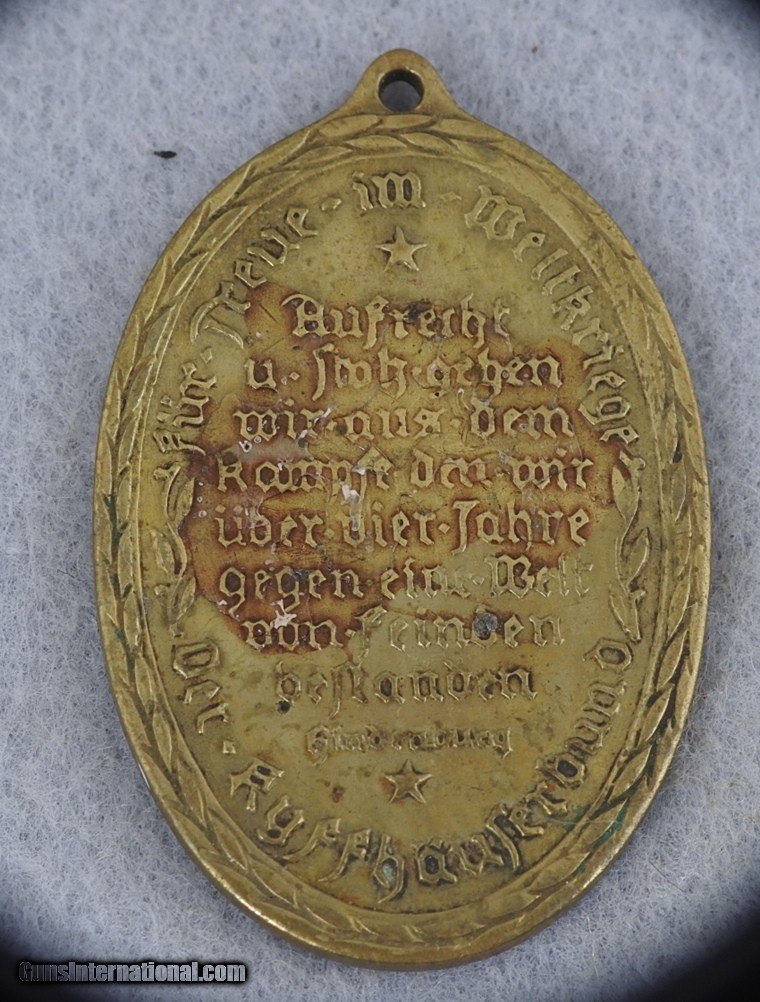 Für · Treue · im · Weltkriege
Aufrecht
u · stolz · gehen
wir · aus · dem
Kampfe den wir
über · vier · Jahre
gegen eine · Welt
von · Feinden
bestanden
Hindenburg
Der · Kyffhäuserbund
GunsInternational.com